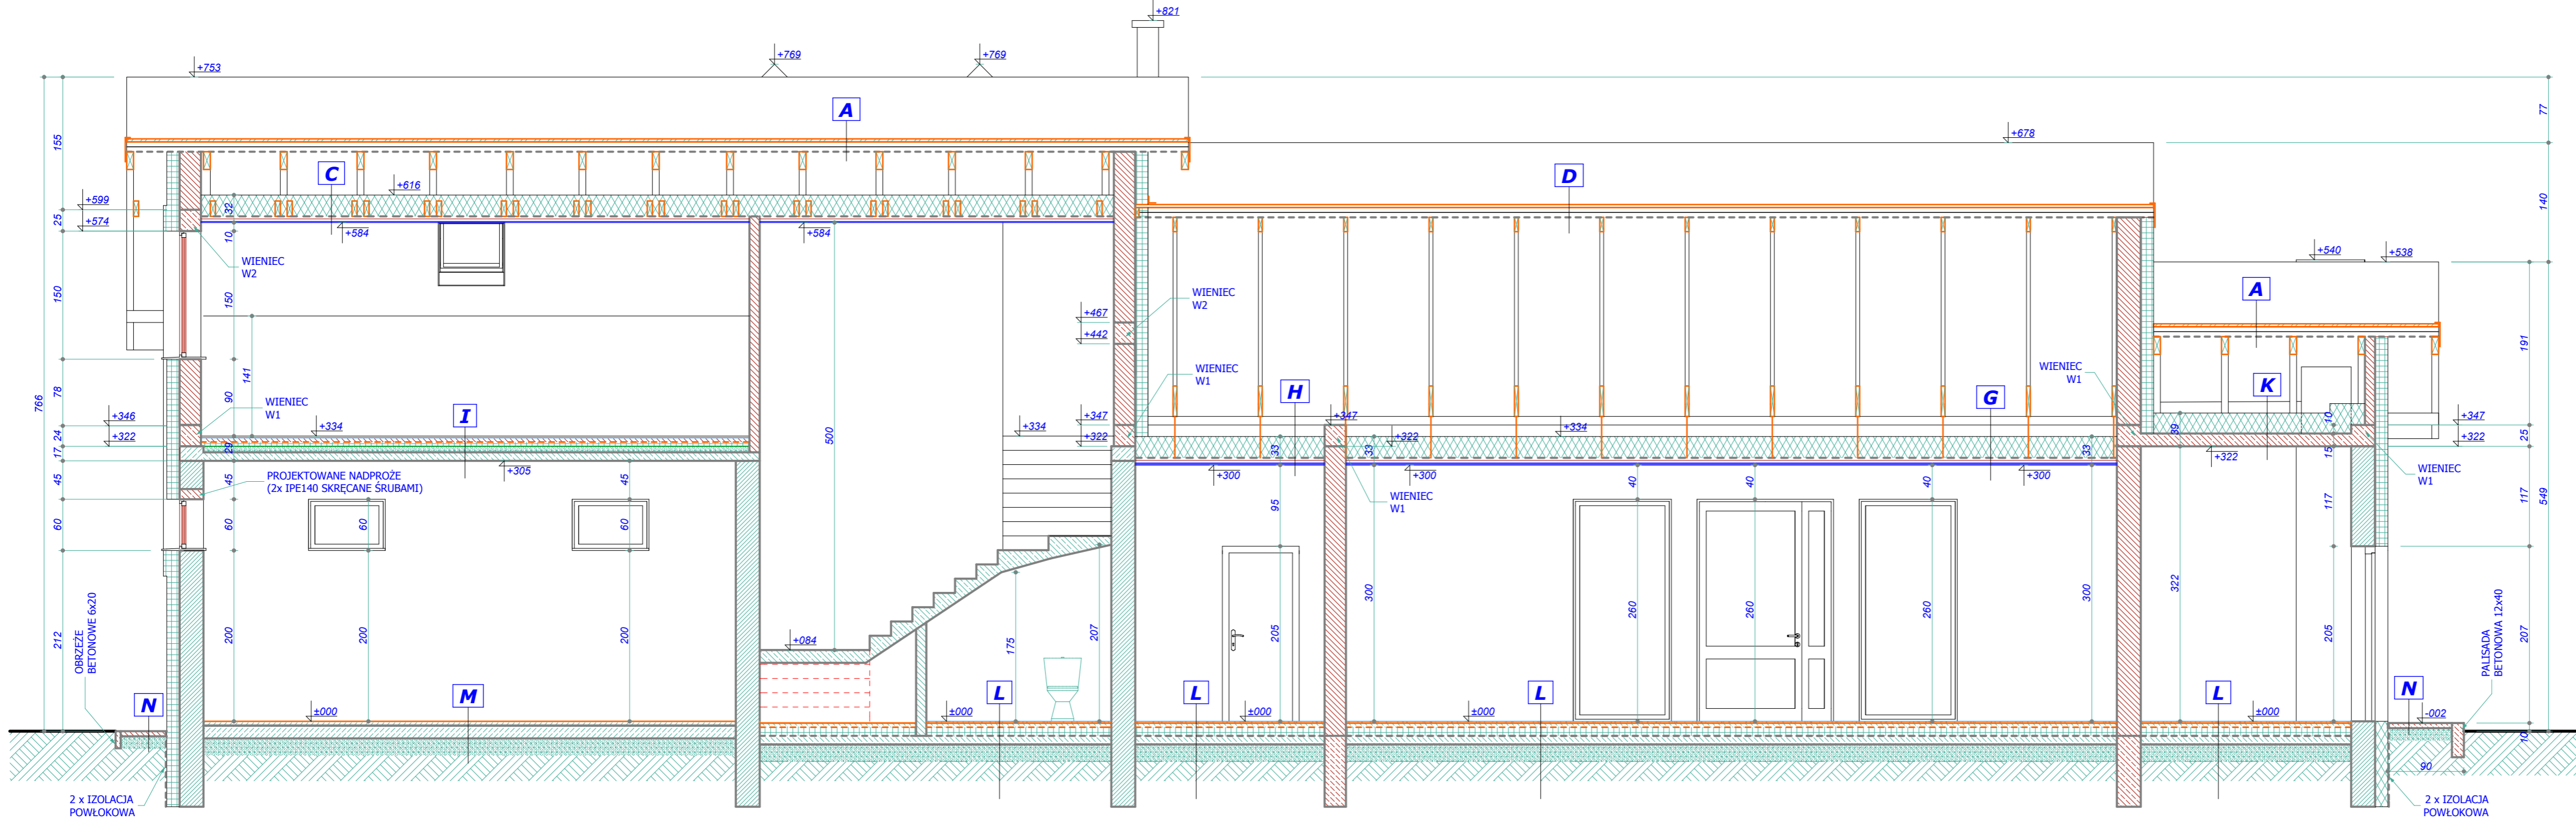 +821
+769
+769
+753
77
A
155
+678
140
D
C
+616
32
+599
25
+574
10
+584
+584
WIENIEC
W2
+540
+538
150
150
WIENIEC
W2
A
+467
+442
191
141
78
90
766
WIENIEC
W1
WIENIEC
W1
H
G
K
WIENIEC
W1
I
+346
+334
+334
+347
+347
+334
10
+347
24
+322
500
+322
+322
39
25
+322
17
29
33
33
33
15
+322
+305
+300
+300
+300
45
45
45
PROJEKTOWANE NADPROŻE
(2x IPE140 SKRĘCANE ŚRUBAMI)
WIENIEC
W1
40
40
40
WIENIEC
W1
60
60
60
60
95
117
117
549
300
300
322
212
200
200
200
175
207
205
260
260
260
205
207
OBRZEŻE
BETONOWE 6x20
+084
PALISADA
BETONOWA 12x40
N
M
L
L
L
L
N
±000
±000
±000
±000
±000
-002
10
90
2 x IZOLACJA
POWŁOKOWA
2 x IZOLACJA
POWŁOKOWA